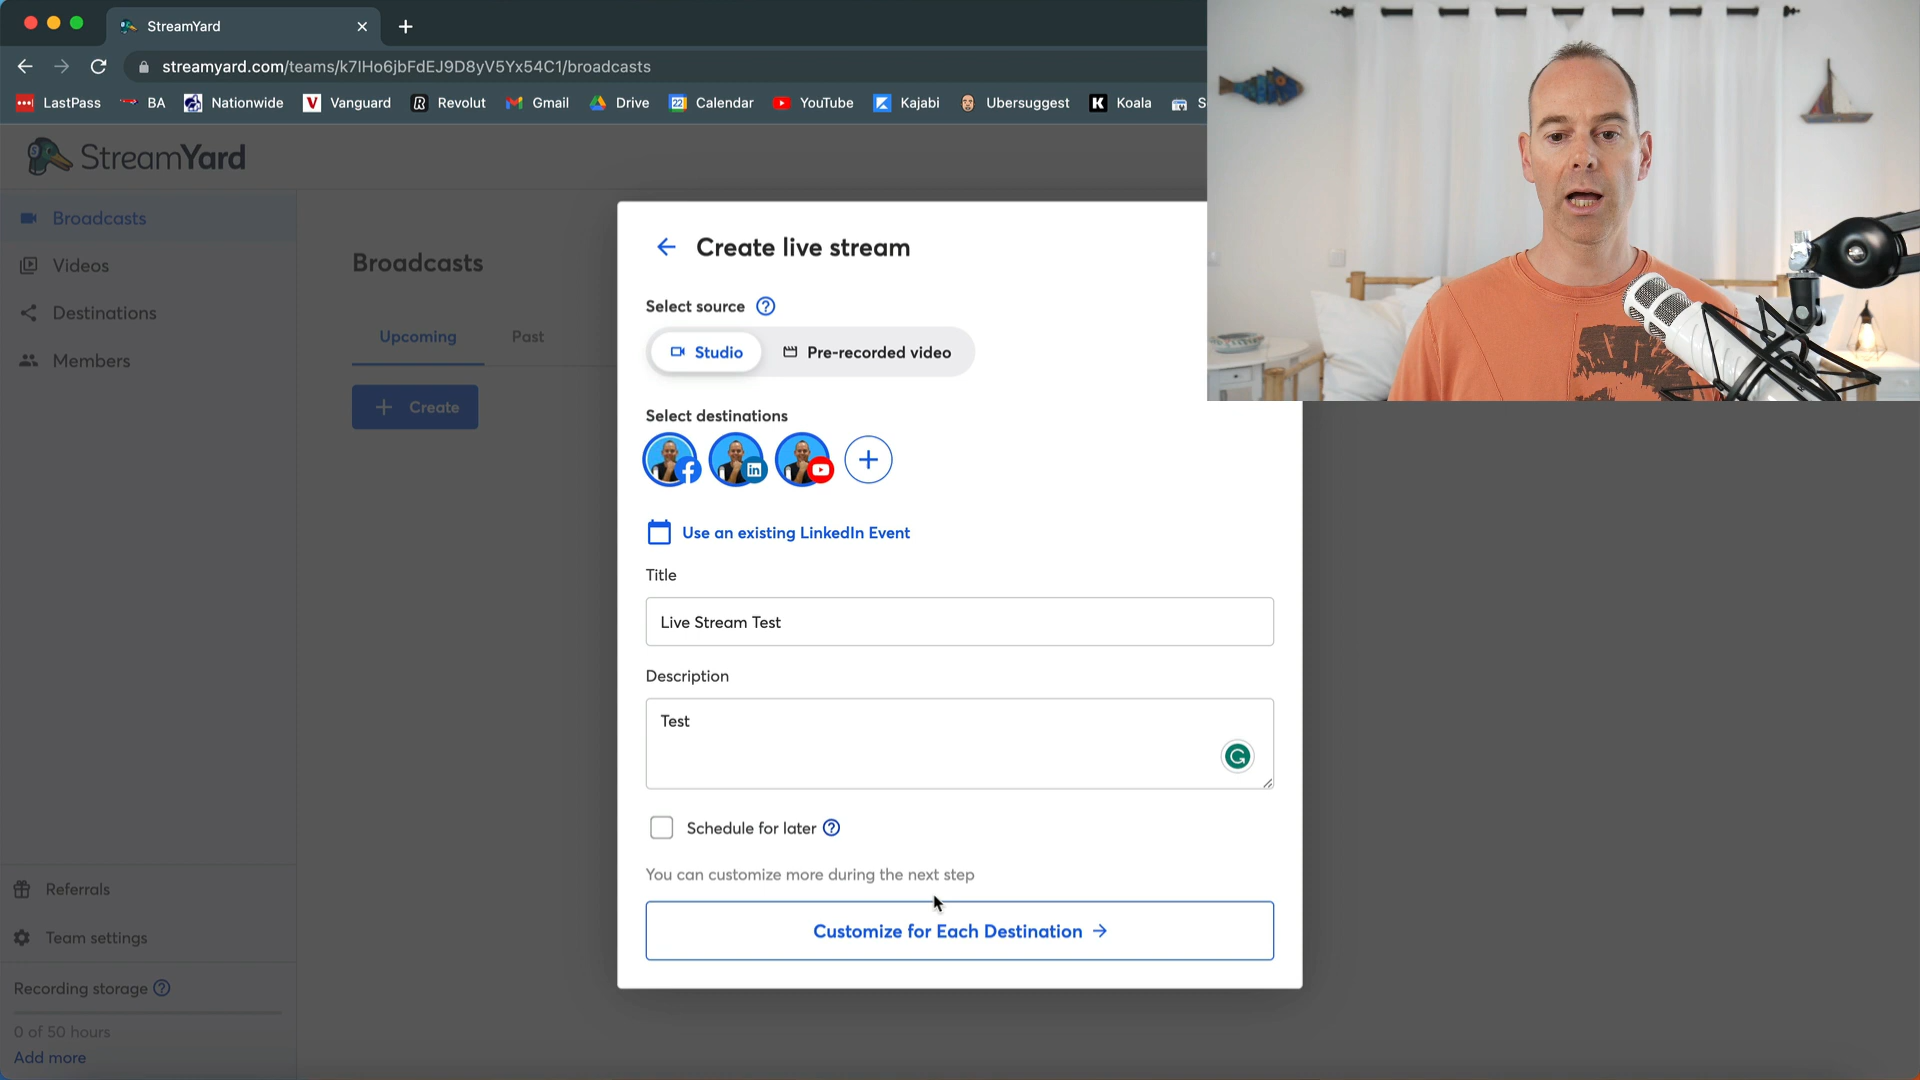 StreamYard
streamyard.com/teams/k7lHo6jbFdEJ9D8yV5Yx54C1/broadcasts
LastPass
BA
Nationwide
Vanguard
Revolut
Gmail
22
Calendar
Drive
YouTube
Kajabi
Ubersuggest
Koala
S
StreamYard
Broadcasts
Videos
Destinations
Members
Broadcasts
Upcoming
Past
+ Create
Create live stream
Select source ?
Studio
Pre-recorded video
Select destinations
Use an existing LinkedIn Event
Title
Live Stream Test
Description
Test
Schedule for later ?
You can customize more during the next step
Customize for Each Destination →
Referrals
Team settings
Recording storage ?
0 of 50 hours
Add more